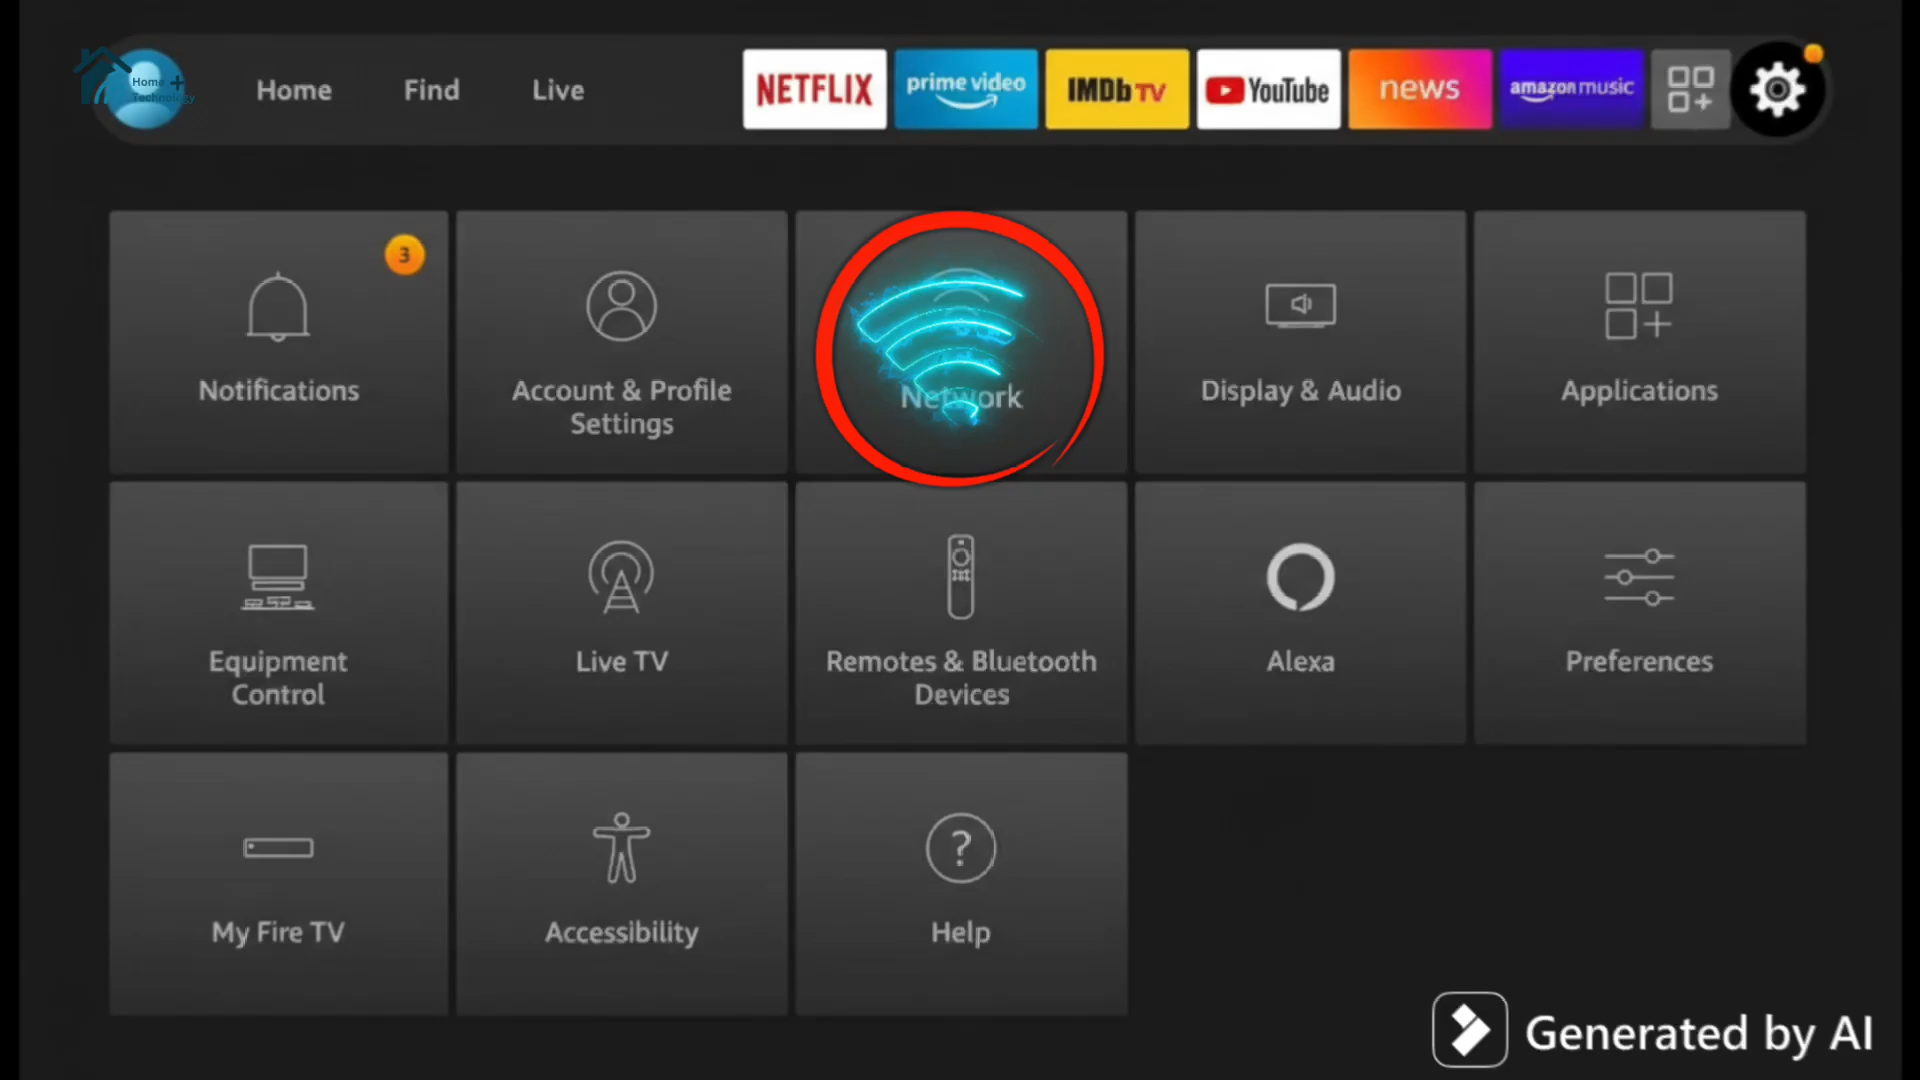 Home +
Technology
Home
Find
Live
NETFLIX
prime video
IMDb TV
YouTube
news
amazon music
3
Notifications
Account & Profile
Settings
Network
Display & Audio
Applications
Equipment
Control
Live TV
Remotes & Bluetooth
Devices
Alexa
Preferences
My Fire TV
Accessibility
?
Help
Generated by AI